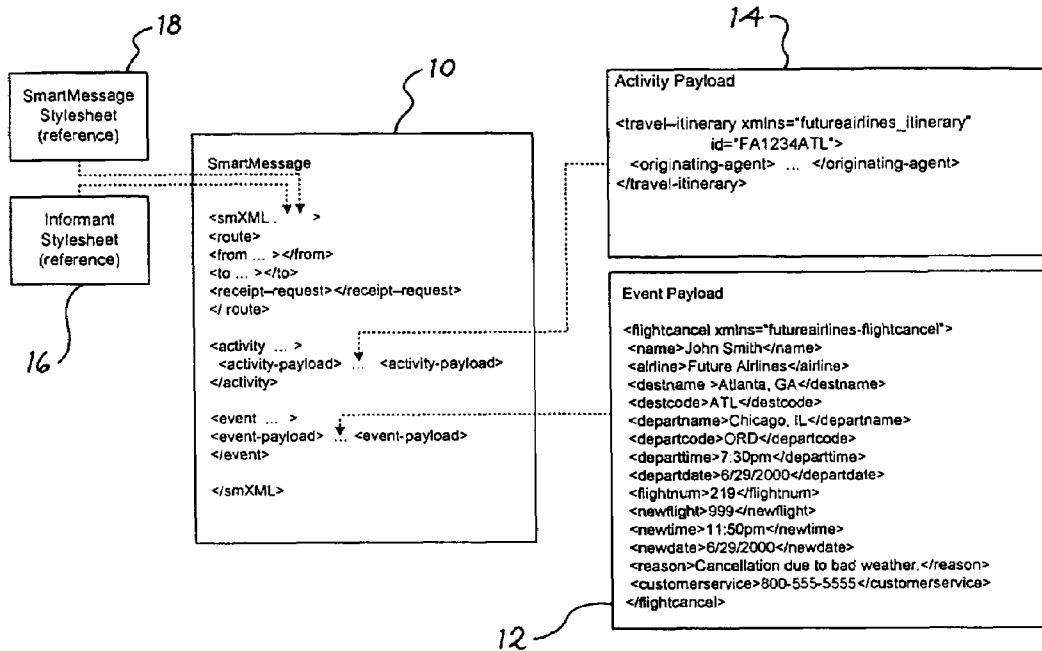 18
SmartMessage
Stylesheet
(reference)
Informant
Stylesheet
(reference)
16
10
SmartMessage
<smXML . >
<route>
<from ... ></from>
<to ... ></to>
<receipt–request></receipt–request>
</ route>
<activity ... >
<activity-payload> ... <activity-payload>
</activity>
<event ... >
<event-payload> ... <event-payload>
</event>
</smXML>
14
Activity Payload
<travel–itinerary xmlns="futureairlines_itinerary"
id="FA1234ATL">
<originating-agent> ... </originating-agent>
</travel-itinerary>
Event Payload
<flightcancel xmlns="futureairlines-flightcancel">
<name>John Smith</name>
<airline>Future Airlines</airline>
<destname >Atlanta, GA</destname>
<destcode>ATL</destcode>
<departname>Chicago, IL</departname>
<departcode>ORD</departcode>
<departtime>7:30pm</departtime>
<departdate>6/29/2000</departdate>
<flightnum>219</flightnum>
<newflight>999</newflight>
<newtime>11:50pm</newtime>
<newdate>6/29/2000</newdate>
<reason>Cancellation due to bad weather.</reason>
<customerservice>800-555-5555</customerservice>
</flightcancel>
12